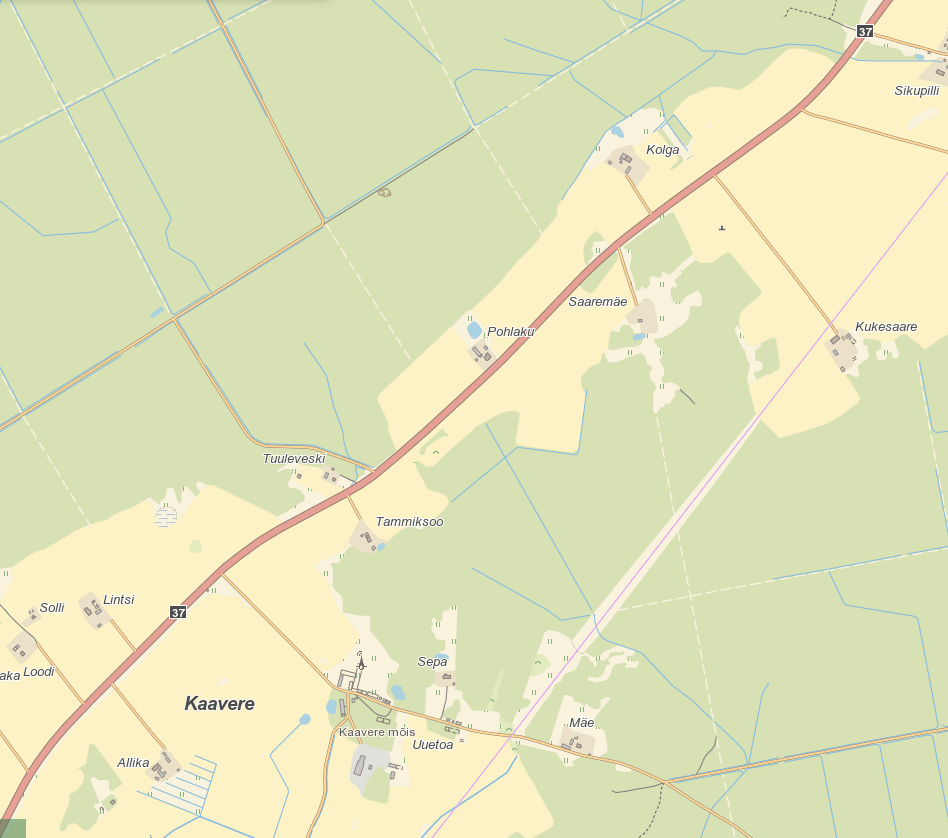 37
Sikupilli
Kolga
Saaremäe
Kukesaare
Pohlaku
Tuuleveski
Tammiksoo
Lintsi
Solli
37
Sepa
aka
Loodi
Kaavere
Mäe
Kaavere mõis
Uuetoa
Allika